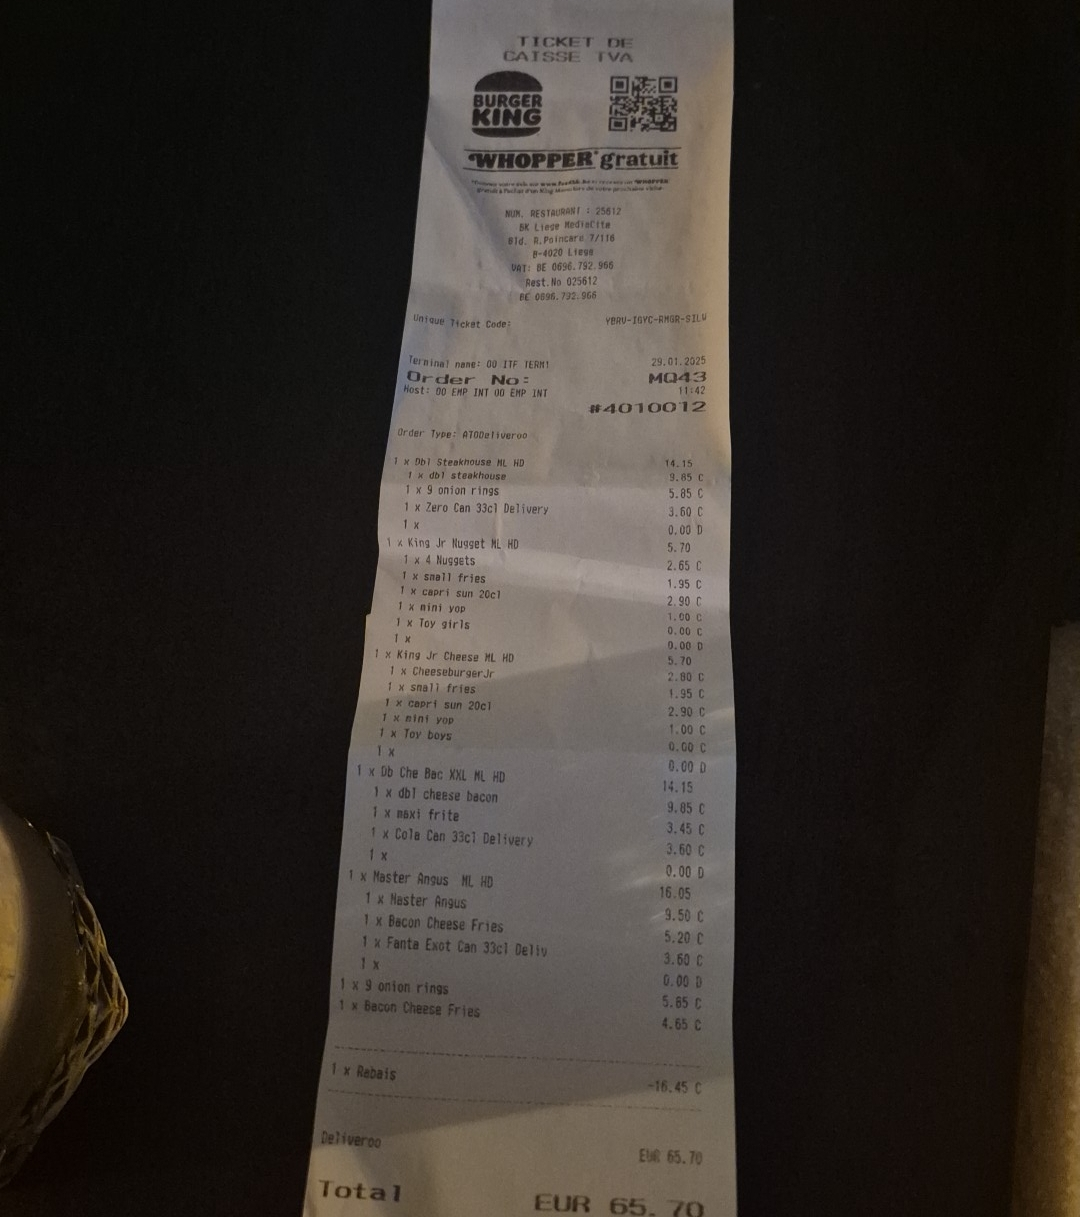 TICKET DE
CAISSE TVA
BURGER
KING
WHOPPER gratuit
NUM. RESTAURANT : 25612
BK Liege MediaCite
Bld. R.Poincare 7/116
B-4020 Liege
VAT: BE 0696.792.966
Rest.No 025612
BE 0696.792.966
Unique Ticket Code: YBRV-IGYC-RMGR-SILW
Terminal name: 00 ITF TERM1 29.01.2025
Order No: MQ43
Host: 00 EMP INT 00 EMP INT 11:42
#4010012
Order Type: ATODeliveroo
1 x Dbl Steakhouse ML HD 14.15
1 x dbl steakhouse 9.85 C
1 x 9 onion rings 5.85 C
1 x Zero Can 33cl Delivery 3.60 C
1 x 0.00 D
1 x King Jr Nugget ML HD 5.70
1 x 4 Nuggets 2.65 C
1 x small fries 1.95 C
1 x capri sun 20cl 2.90 C
1 x mini yop 1.00 C
1 x Toy girls 0.00 C
1 x 0.00 D
1 x King Jr Cheese ML HD 5.70
1 x CheeseburgerJr 2.80 C
1 x small fries 1.95 C
1 x capri sun 20cl 2.90 C
1 x mini yop 1.00 C
1 x Toy boys 0.00 C
1 x 0.00 D
1 x Db Che Bac XXL ML HD 14.15
1 x dbl cheese bacon 9.85 C
1 x maxi frite 3.45 C
1 x Cola Can 33cl Delivery 3.60 C
1 x 0.00 D
1 x Master Angus ML HD 16.05
1 x Master Angus 9.50 C
1 x Bacon Cheese Fries 5.20 C
1 x Fanta Exot Can 33cl Deliv 3.60 C
1 x 0.00 D
1 x 9 onion rings 5.85 C
1 x Bacon Cheese Fries 4.65 C
1 x Rabais -16.45 C
Deliveroo EUR 65.70
Total EUR 65.70